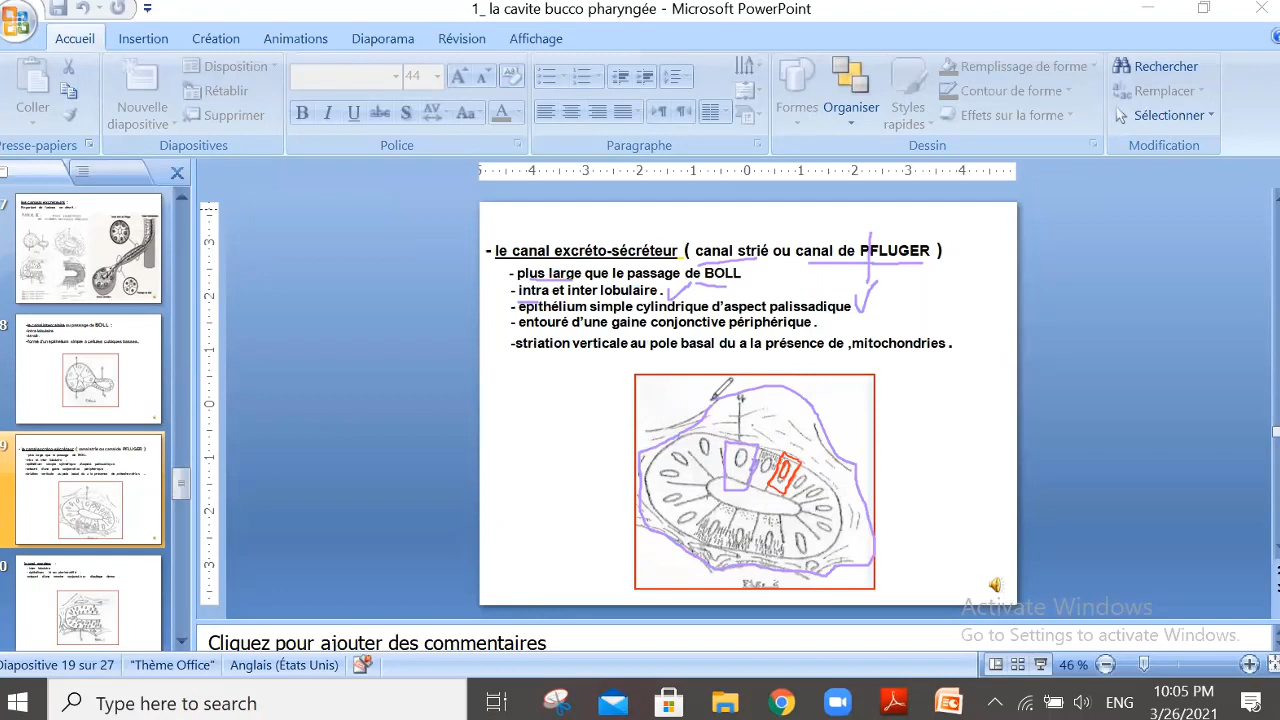 1_ la cavite bucco pharyngée - Microsoft PowerPoint
Accueil Insertion Création Animations Diaporama Révision Affichage
Coller
Nouvelle diapositive
Disposition
Rétablir
Supprimer
44
Formes
Organiser
Styles rapides
Remplissage de forme
Contour de forme
Effets sur la forme
Rechercher
Remplacer
Sélectionner
Presse-papiers Diapositives Police Paragraphe Dessin Modification
- le canal excréto-sécréteur ( canal strié ou canal de PFLUGER )
- plus large que le passage de BOLL
- intra et inter lobulaire .
- epithélium simple cylindrique d'aspect palissadique
- entouré d'une gaine conjonctive périphérique .
-striation verticale au pole basal du a la présence de ,mitochondries .
4
Fig. 2
Activate Windows
Go to Settings to activate Windows.
Cliquez pour ajouter des commentaires
Diapositive 19 sur 27 "Thème Office" Anglais (États Unis) 46 %
Type here to search
ENG
10:05 PM
3/26/2021